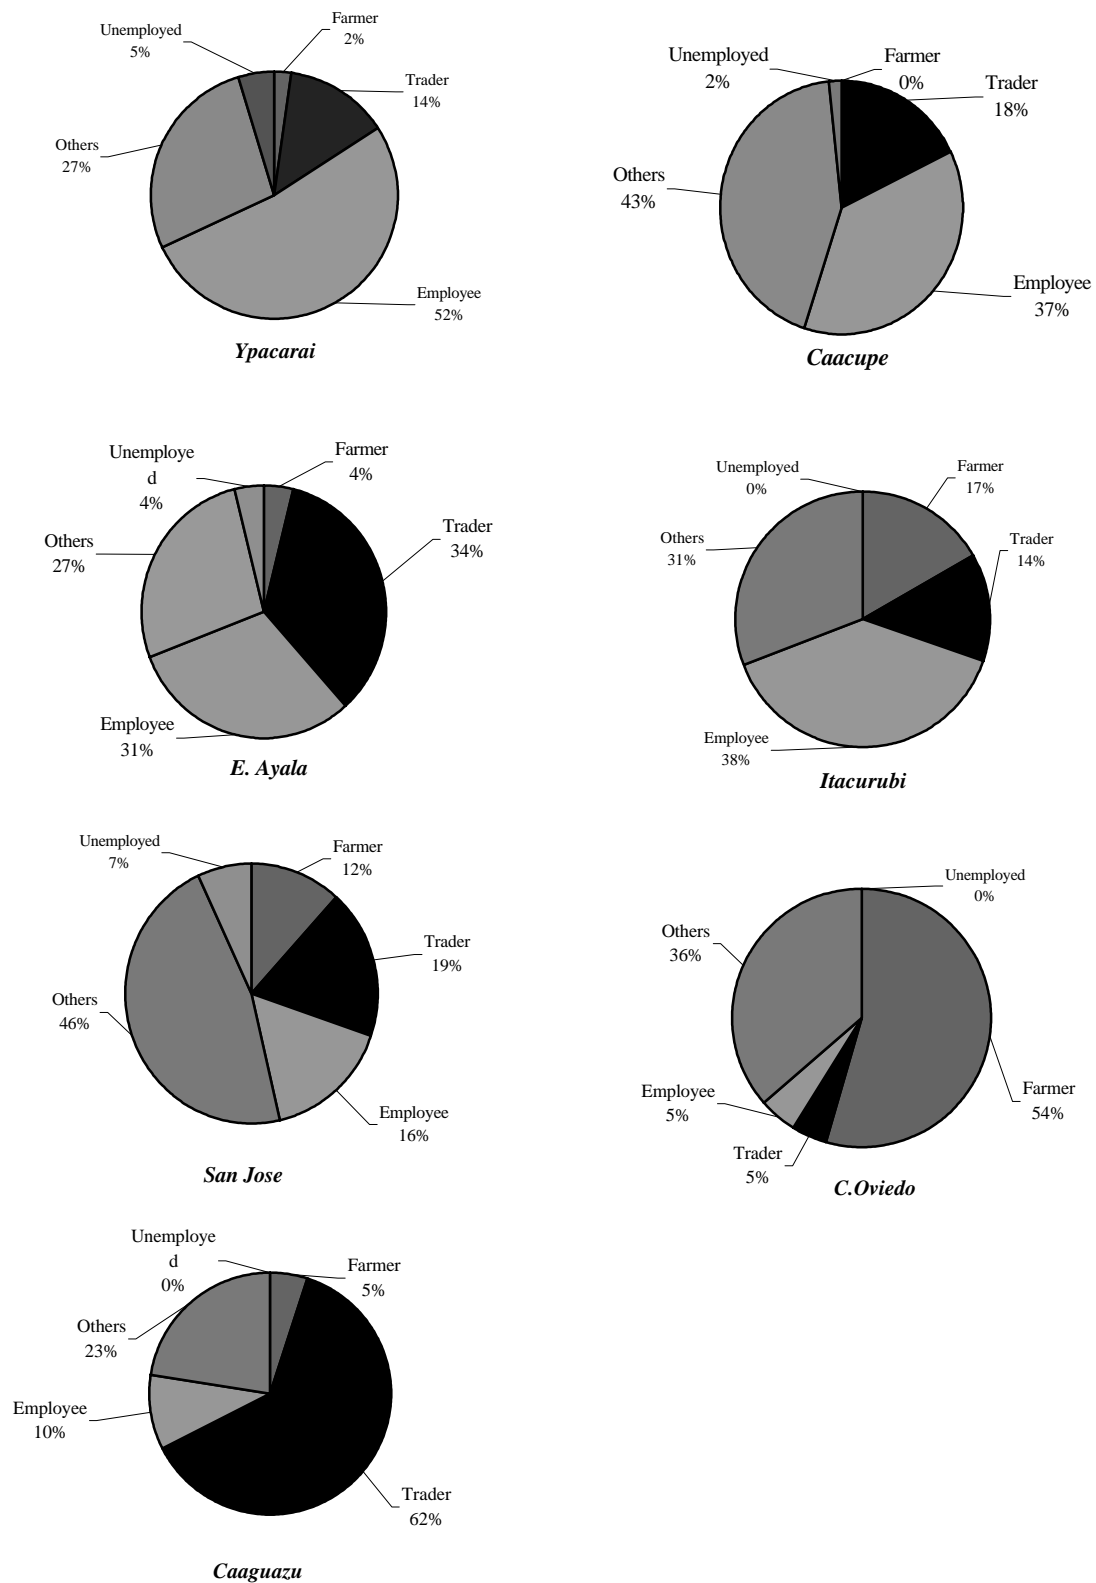 Unemployed
5%
Farmer
2%
Trader
14%
Others
27%
Employee
52%
Ypacarai
Unemployed
2%
Farmer
0%
Trader
18%
Others
43%
Employee
37%
Caacupe
Unemploye
d
4%
Farmer
4%
Trader
34%
Others
27%
Employee
31%
E. Ayala
Unemployed
0%
Farmer
17%
Trader
14%
Others
31%
Employee
38%
Itacurubi
Unemployed
7%
Farmer
12%
Trader
19%
Others
46%
Employee
16%
San Jose
Unemployed
0%
Others
36%
Farmer
54%
Employee
5%
Trader
5%
C.Oviedo
Unemploye
d
0%
Farmer
5%
Others
23%
Employee
10%
Trader
62%
Caaguazu